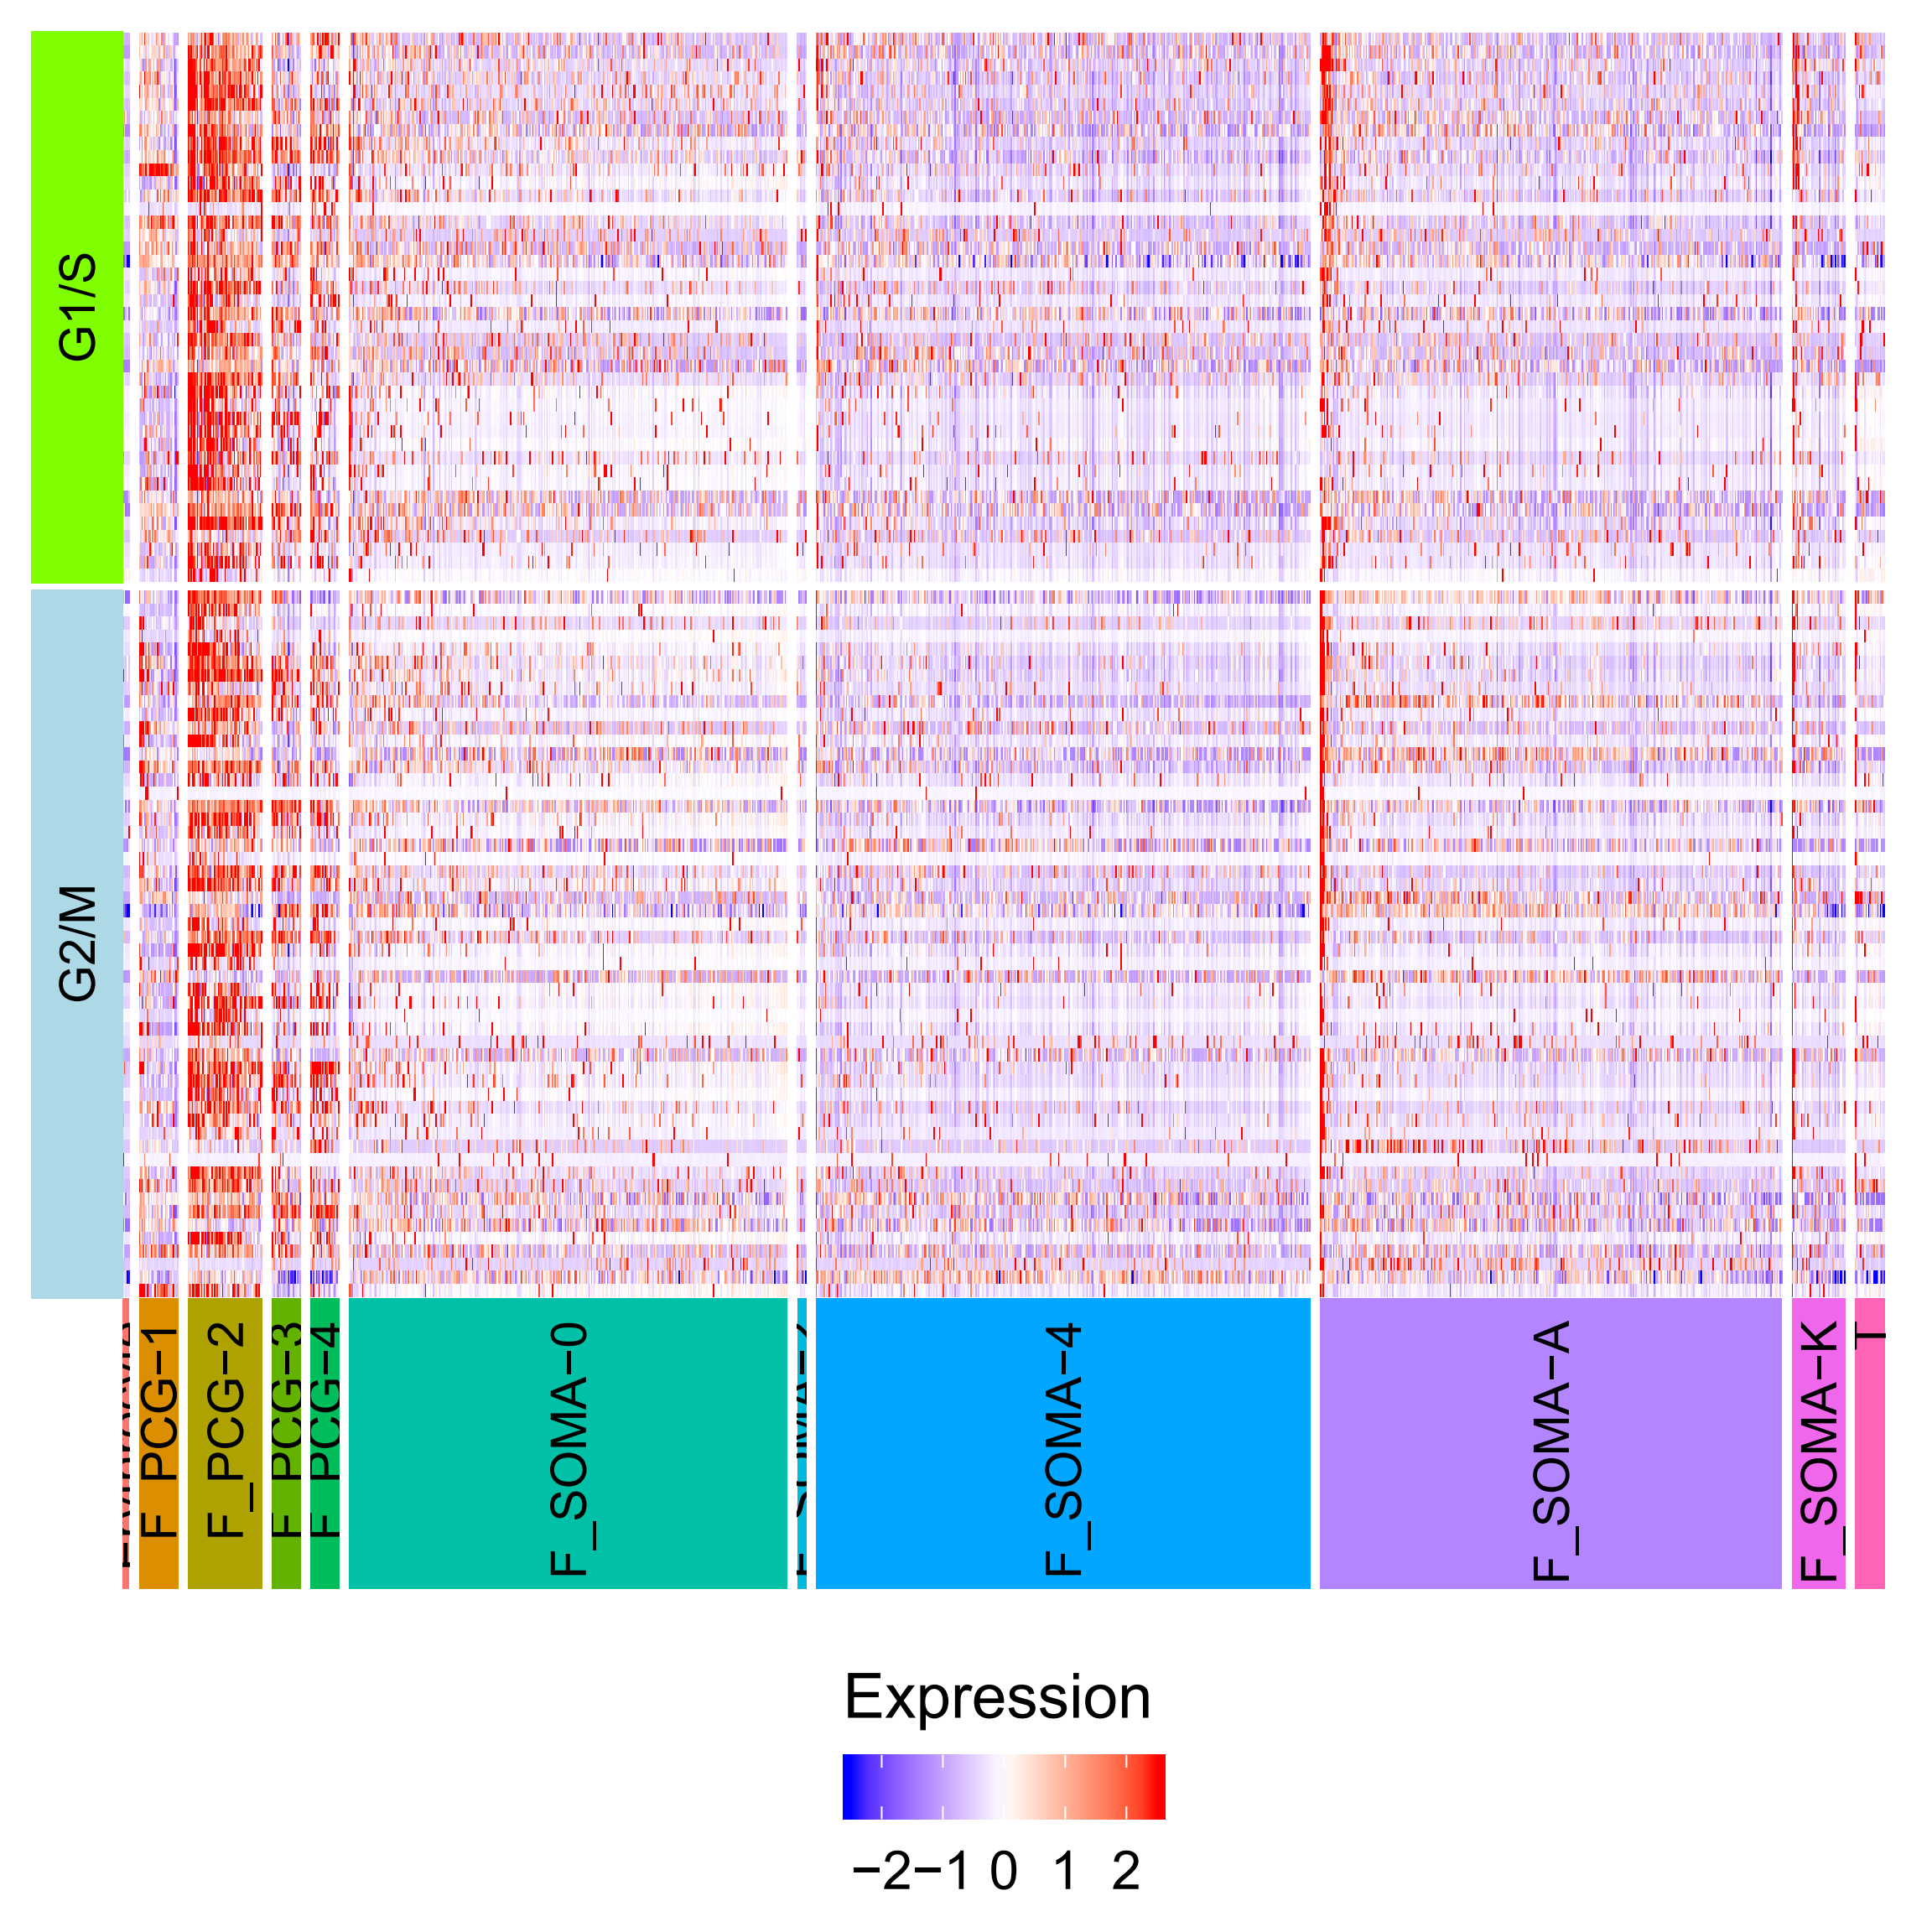 G1/S
G2/M
F_PCG−1
F_PCG−2
F_PCG−3
F_PCG−4
F_SOMA−0
F_SOMA−4
F_SOMA−A
F_SOMA−K
T
Expression
−2 −1 0 1 2